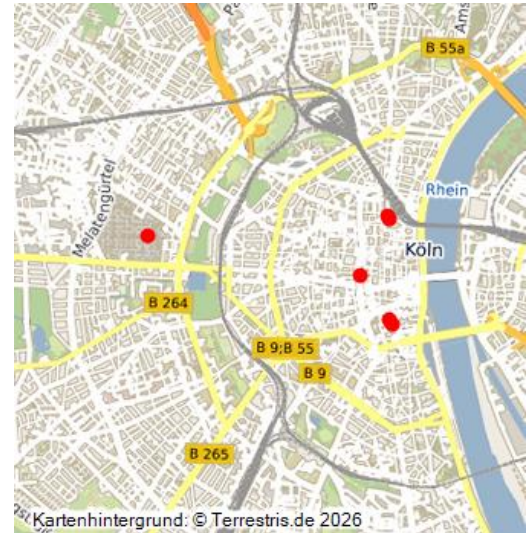 B 55a
Rhein
Melatengürtel
Köln
B 264
B 9;B 55
B 9
B 265
Kartenhintergrund: © Terrestris.de 2026